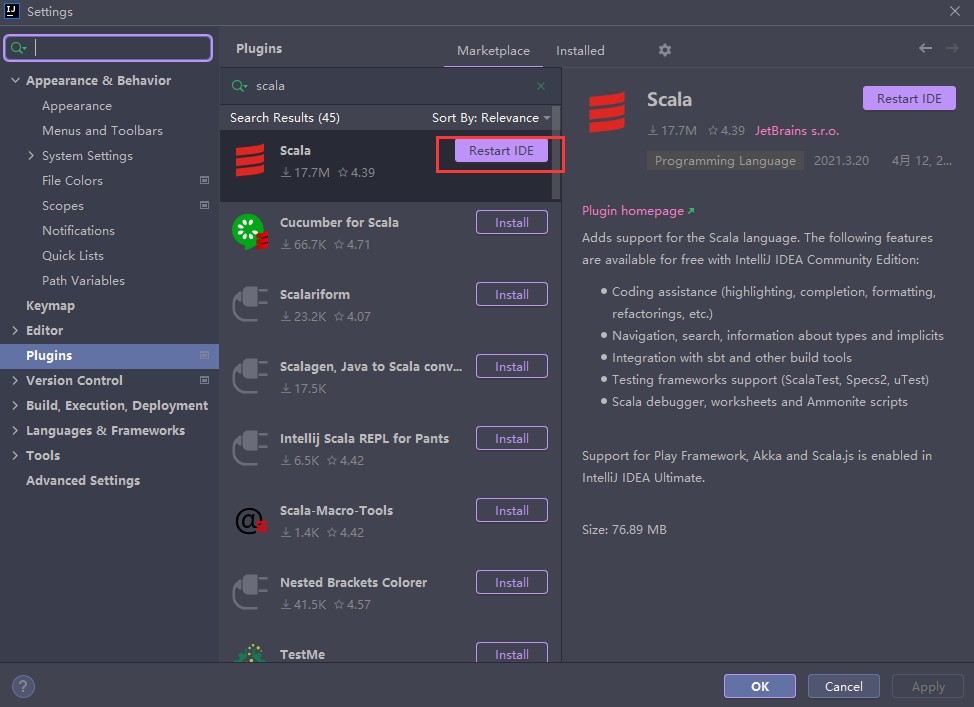 Settings
Appearance & Behavior
Appearance
Menus and Toolbars
System Settings
File Colors
Scopes
Notifications
Quick Lists
Path Variables
Keymap
Editor
Plugins
Version Control
Build, Execution, Deployment
Languages & Frameworks
Tools
Advanced Settings
Plugins
Marketplace
Installed
scala
Search Results (45)
Sort By: Relevance
Scala
17.7M 4.39
Restart IDE
Cucumber for Scala
66.7K 4.71
Install
Scalariform
23.2K 4.07
Install
Scalagen, Java to Scala conv...
17.5K
Install
Intellij Scala REPL for Pants
6.5K 4.42
Install
Scala-Macro-Tools
1.4K 4.42
Install
Nested Brackets Colorer
41.5K 4.57
Install
TestMe
Install
Scala
Restart IDE
17.7M 4.39 JetBrains s.r.o.
Programming Language 2021.3.20 4月 12, 2...
Plugin homepage
Adds support for the Scala language. The following features
are available for free with IntelliJ IDEA Community Edition:
Coding assistance (highlighting, completion, formatting,
refactorings, etc.)
Navigation, search, information about types and implicits
Integration with sbt and other build tools
Testing frameworks support (ScalaTest, Specs2, uTest)
Scala debugger, worksheets and Ammonite scripts
Support for Play Framework, Akka and Scala.js is enabled in
IntelliJ IDEA Ultimate.
Size: 76.89 MB
?
OK
Cancel
Apply